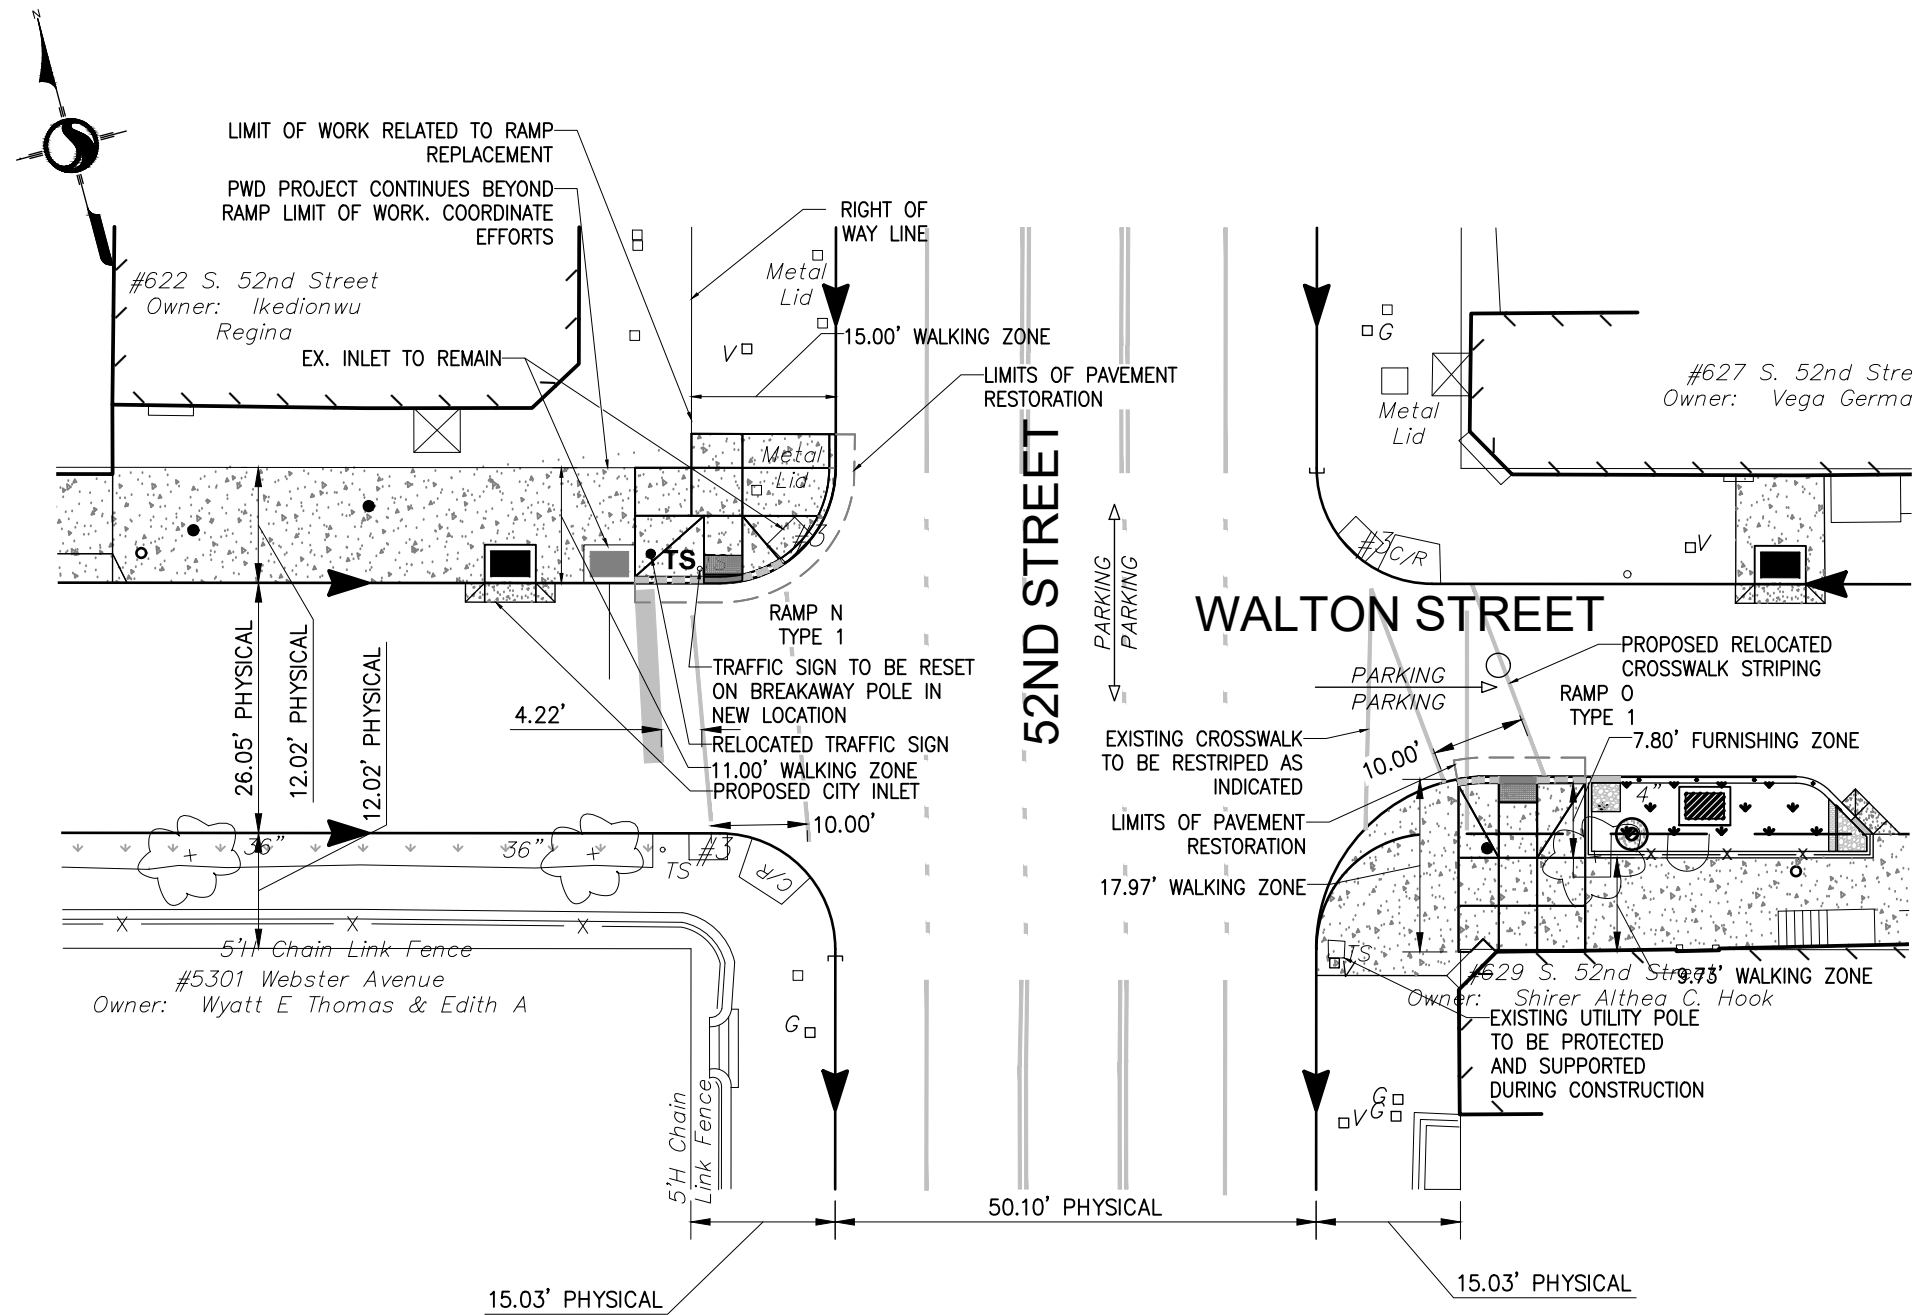 N
LIMIT OF WORK RELATED TO RAMP
REPLACEMENT
PWD PROJECT CONTINUES BEYOND
RAMP LIMIT OF WORK. COORDINATE
EFFORTS
RIGHT OF
WAY LINE
#622 S. 52nd Street
Owner: Ikedionwu
Regina
Metal
Lid
EX. INLET TO REMAIN
V
15.00' WALKING ZONE
LIMITS OF PAVEMENT
RESTORATION
G
Metal
Lid
#627 S. 52nd Stre
Owner: Vega Germa
Metal
Lid
#3
TS
52ND STREET
PARKING
PARKING
#3
C/R
V
WALTON STREET
RAMP N
TYPE 1
TRAFFIC SIGN TO BE RESET
ON BREAKAWAY POLE IN
NEW LOCATION
RELOCATED TRAFFIC SIGN
11.00' WALKING ZONE
PROPOSED CITY INLET
4.22'
10.00'
26.05' PHYSICAL
12.02' PHYSICAL
12.02' PHYSICAL
PARKING
PARKING
PROPOSED RELOCATED
CROSSWALK STRIPING
RAMP O
TYPE 1
7.80' FURNISHING ZONE
EXISTING CROSSWALK
TO BE RESTRIPED AS
INDICATED
10.00'
LIMITS OF PAVEMENT
RESTORATION
17.97' WALKING ZONE
4"
36"
36"
TS
#3
C/R
X
X
X
X
X
X
5'H Chain Link Fence
#5301 Webster Avenue
Owner: Wyatt E Thomas & Edith A
TS
V
#629 S. 52nd Street
9.73' WALKING ZONE
Owner: Shirer Althea C. Hook
EXISTING UTILITY POLE
TO BE PROTECTED
AND SUPPORTED
DURING CONSTRUCTION
G
G
G
V
5'H Chain
Link Fence
50.10' PHYSICAL
15.03' PHYSICAL
15.03' PHYSICAL